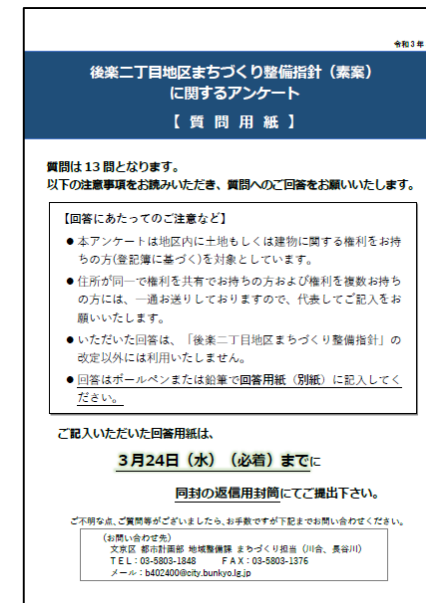 令和3年
後楽二丁目地区まちづくり整備指針（素案）
に関するアンケート
【 質 問 用 紙 】
質問は13問となります。
以下の注意事項をお読みいただき、質問へのご回答をお願いいたします。
【回答にあたってのご注意など】
● 本アンケートは地区内に土地もしくは建物に関する権利をお持
ちの方(登記簿に基づく)を対象としています。
● 住所が同一で権利を共有でお持ちの方および権利を複数お持ち
の方には、一通お送りしておりますので、代表してご記入をお
願いいたします。
● いただいた回答は、「後楽二丁目地区まちづくり整備指針」の
改定以外には利用いたしません。
● 回答はボールペンまたは鉛筆で回答用紙（別紙）に記入してく
ださい。
ご記入いただいた回答用紙は、
３月24日（水）（必着）までに
同封の返信用封筒にてご提出下さい。
ご不明な点、ご質問等がございましたら、お手数ですが下記までお問い合わせください。
（お問い合わせ先）
文京区 都市計画部 地域整備課 まちづくり担当（川合、長谷川）
ＴＥＬ：03-5803-1848　ＦＡＸ：03-5803-1376
メール：b402400@city.bunkyo.lg.jp